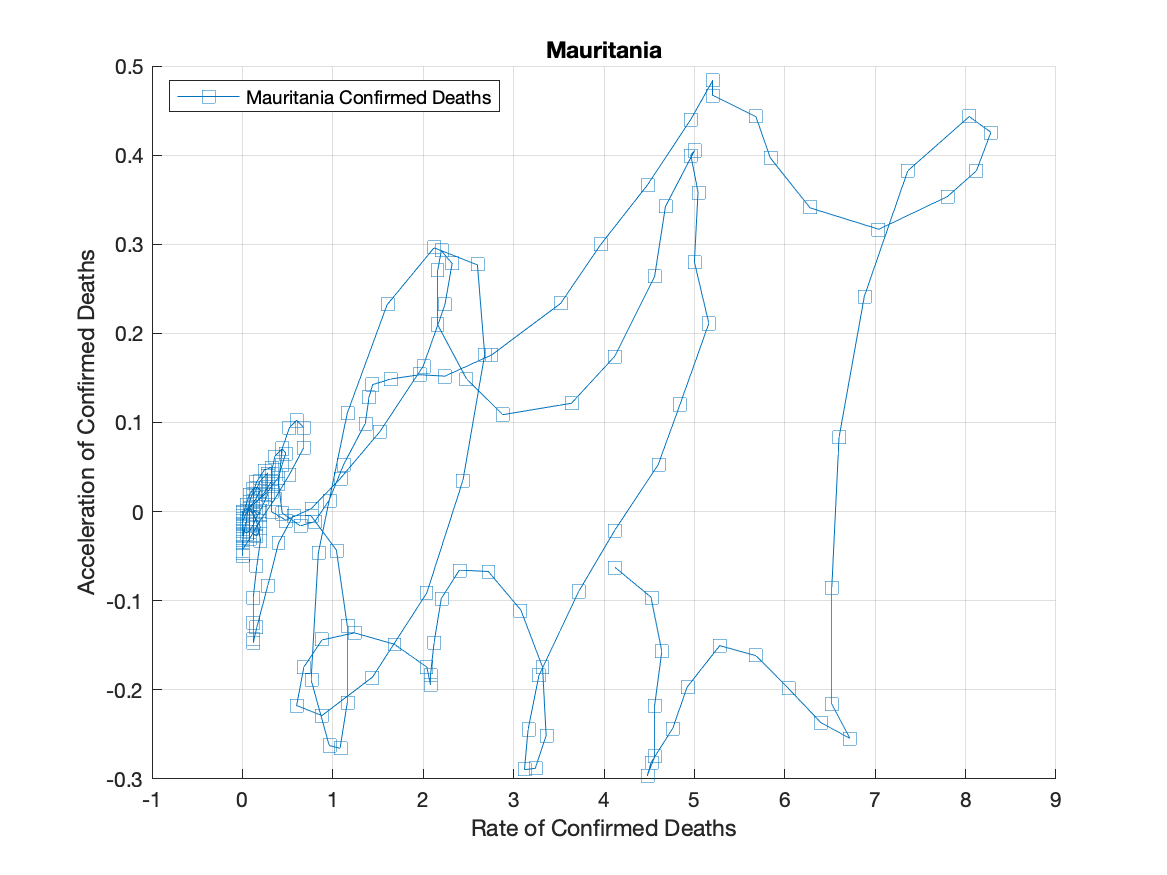 Mauritania
Mauritania Confirmed Deaths
0.5
0.4
0.3
0.2
0.1
0
-0.1
-0.2
-0.3
Acceleration of Confirmed Deaths
-1 0 1 2 3 4 5 6 7 8 9
Rate of Confirmed Deaths